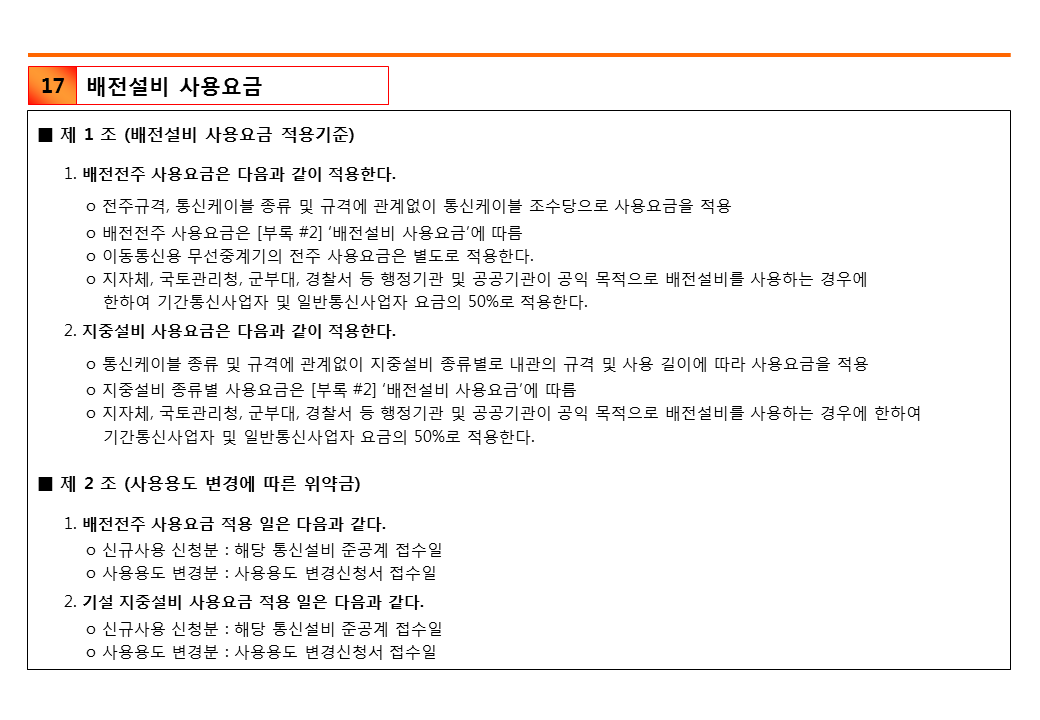 17 배전설비 사용요금
■ 제 1 조 (배전설비 사용요금 적용기준)
1. 배전전주 사용요금은 다음과 같이 적용한다.
ㅇ 전주규격, 통신케이블 종류 및 규격에 관계없이 통신케이블 조수당으로 사용요금을 적용
ㅇ 배전전주 사용요금은 [부록 #2] ‘배전설비 사용요금’에 따름
ㅇ 이동통신용 무선중계기의 전주 사용요금은 별도로 적용한다.
ㅇ 지자체, 국토관리청, 군부대, 경찰서 등 행정기관 및 공공기관이 공익 목적으로 배전설비를 사용하는 경우에
한하여 기간통신사업자 및 일반통신사업자 요금의 50%로 적용한다.
2. 지중설비 사용요금은 다음과 같이 적용한다.
ㅇ 통신케이블 종류 및 규격에 관계없이 지중설비 종류별로 내관의 규격 및 사용 길이에 따라 사용요금을 적용
ㅇ 지중설비 종류별 사용요금은 [부록 #2] ‘배전설비 사용요금’에 따름
ㅇ 지자체, 국토관리청, 군부대, 경찰서 등 행정기관 및 공공기관이 공익 목적으로 배전설비를 사용하는 경우에 한하여
기간통신사업자 및 일반통신사업자 요금의 50%로 적용한다.
■ 제 2 조 (사용용도 변경에 따른 위약금)
1. 배전전주 사용요금 적용 일은 다음과 같다.
ㅇ 신규사용 신청분 : 해당 통신설비 준공계 접수일
ㅇ 사용용도 변경분 : 사용용도 변경신청서 접수일
2. 기설 지중설비 사용요금 적용 일은 다음과 같다.
ㅇ 신규사용 신청분 : 해당 통신설비 준공계 접수일
ㅇ 사용용도 변경분 : 사용용도 변경신청서 접수일